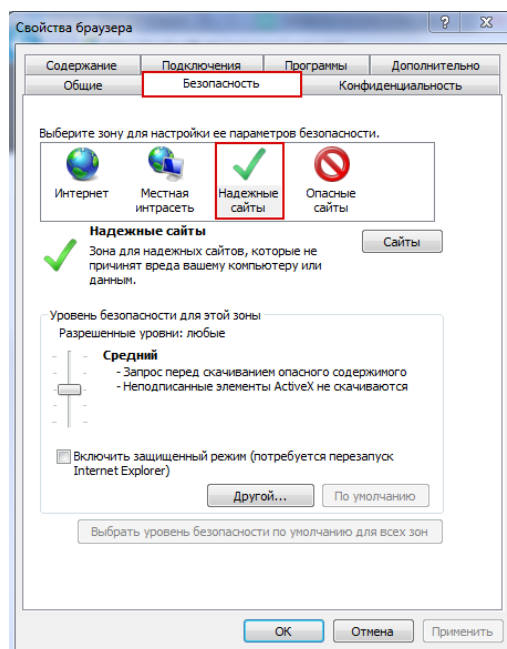 Свойства браузера
Содержание Подключения Программы Дополнительно
Общие Безопасность Конфиденциальность
Выберите зону для настройки ее параметров безопасности.
Интернет Местная интрасеть Надежные сайты Опасные сайты
Надежные сайты
Сайты
Зона для надежных сайтов, которые не
причинят вреда вашему компьютеру или
данным.
Уровень безопасности для этой зоны
Разрешенные уровни: любые
Средний
- Запрос перед скачиванием опасного содержимого
- Неподписанные элементы ActiveX не скачиваются
Включить защищенный режим (потребуется перезапуск
Internet Explorer)
Другой... По умолчанию
Выбрать уровень безопасности по умолчанию для всех зон
ОК Отмена Применить